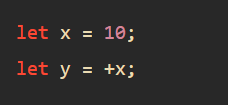 let x = 10;
let y = +x;